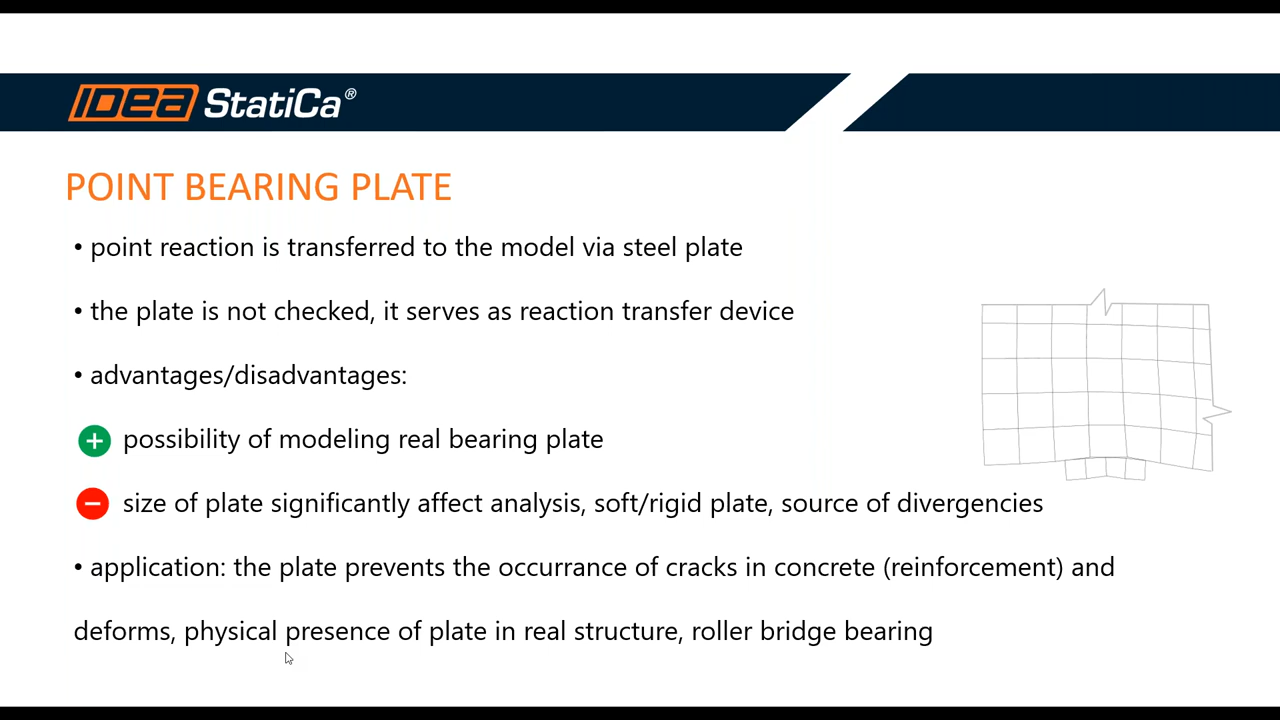 IDEA StatiCa®
POINT BEARING PLATE
• point reaction is transferred to the model via steel plate
• the plate is not checked, it serves as reaction transfer device
• advantages/disadvantages:
+ possibility of modeling real bearing plate
− size of plate significantly affect analysis, soft/rigid plate, source of divergencies
• application: the plate prevents the occurrance of cracks in concrete (reinforcement) and
deforms, physical presence of plate in real structure, roller bridge bearing